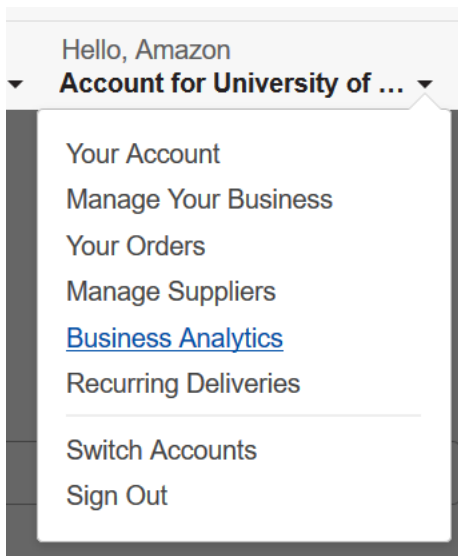 Hello, Amazon
Account for University of ...
Your Account
Manage Your Business
Your Orders
Manage Suppliers
Business Analytics
Recurring Deliveries
Switch Accounts
Sign Out